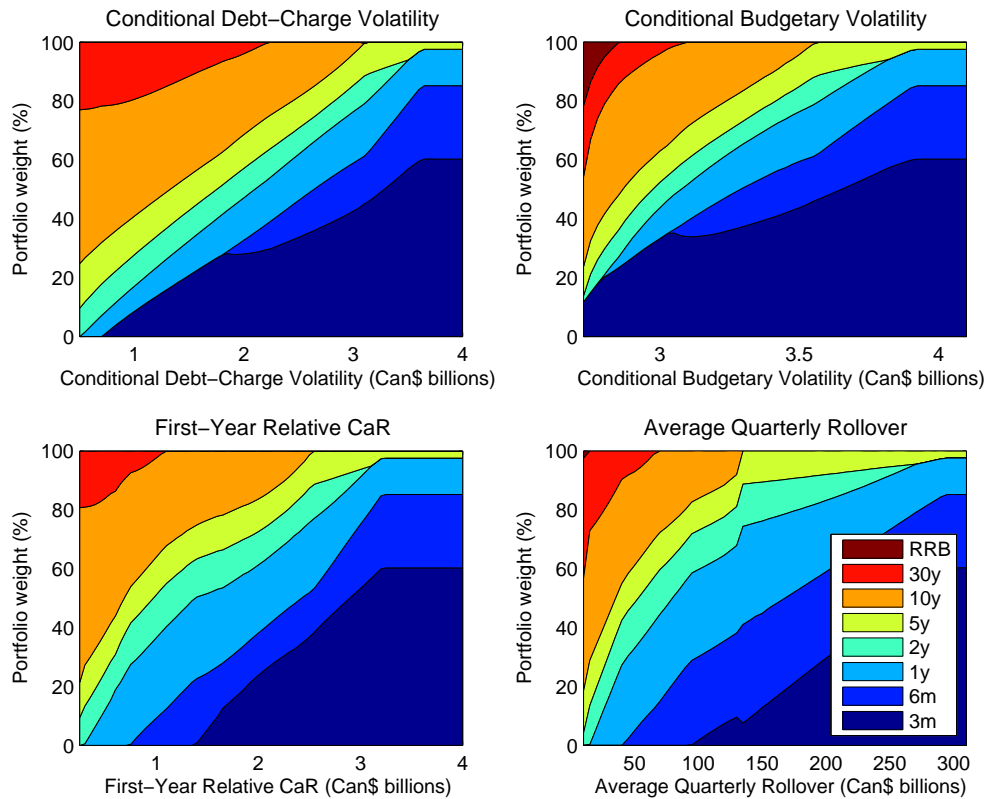 Conditional Debt−Charge Volatility
Portfolio weight (%)
100
80
60
40
20
0
1 2 3 4
Conditional Debt−Charge Volatility (Can$ billions)
Conditional Budgetary Volatility
Portfolio weight (%)
100
80
60
40
20
0
3 3.5 4
Conditional Budgetary Volatility (Can$ billions)
First−Year Relative CaR
Portfolio weight (%)
100
80
60
40
20
0
1 2 3 4
First−Year Relative CaR (Can$ billions)
Average Quarterly Rollover
Portfolio weight (%)
100
80
60
40
20
0
50 100 150 200 250 300
Average Quarterly Rollover (Can$ billions)
RRB
30y
10y
5y
2y
1y
6m
3m